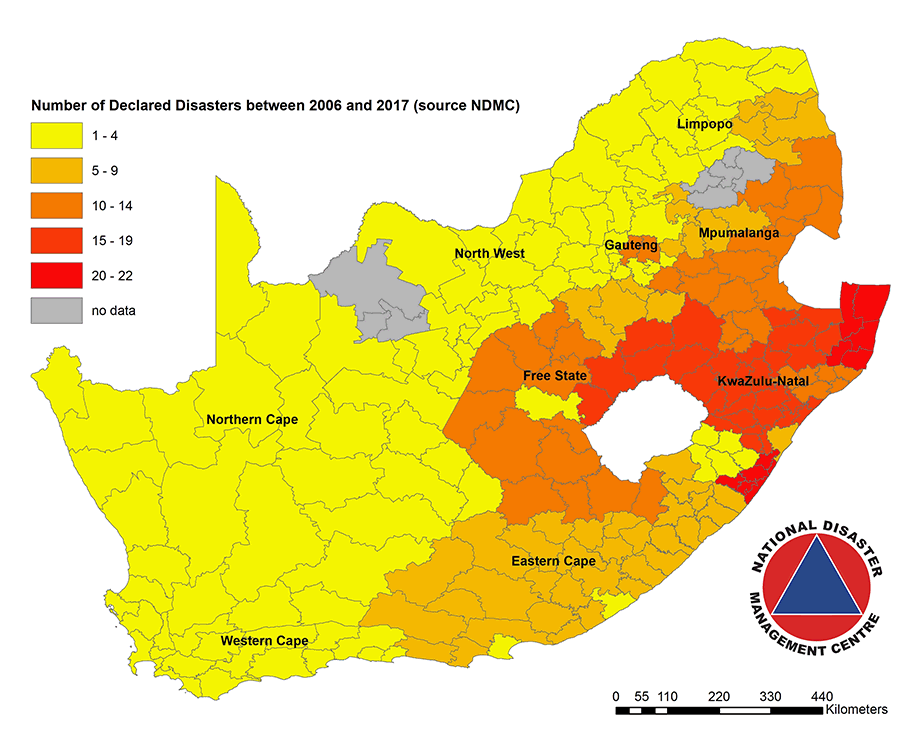 Number of Declared Disasters between 2006 and 2017 (source NDMC)
1 - 4
5 - 9
10 - 14
15 - 19
20 - 22
no data
Limpopo
Mpumalanga
Gauteng
North West
Free State
KwaZulu-Natal
Northern Cape
Eastern Cape
Western Cape
NATIONAL DISASTER
MANAGEMENT CENTRE
0 55 110 220 330 440
Kilometers